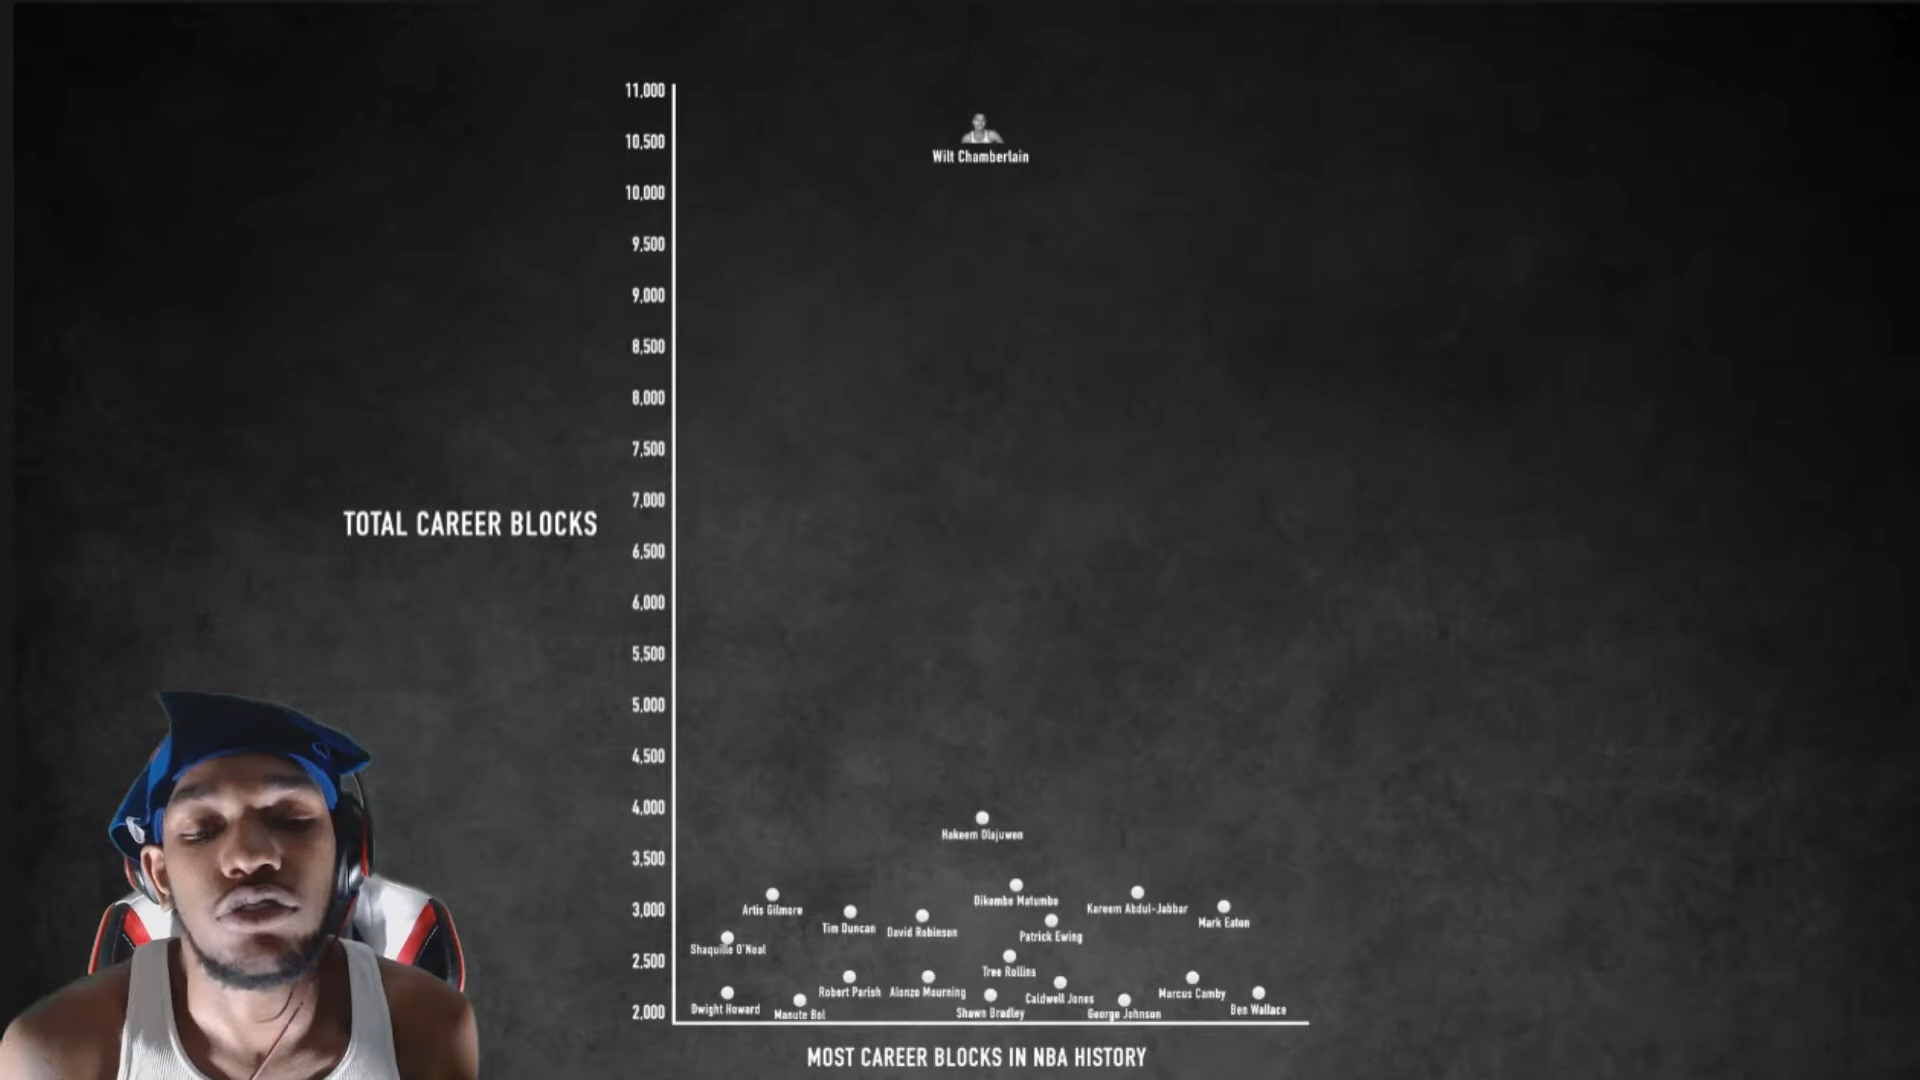 11,000
10,500
Wilt Chamberlain
10,000
9,500
9,000
8,500
8,000
7,500
7,000
TOTAL CAREER BLOCKS
6,500
6,000
5,500
5,000
4,500
4,000
Hakeem Olajuwon
3,500
Artis Gilmore
Dikembe Matumbo
Kareem Abdul-Jabbar
3,000
Tim Duncan
David Robinson
Patrick Ewing
Mark Eaton
Shaquille O'Neal
2,500
Tree Rollins
Robert Parish
Alonzo Mourning
Caldwell Jones
Marcus Camby
2,000
Dwight Howard
Manute Bol
Shawn Bradley
George Johnson
Ben Wallace
MOST CAREER BLOCKS IN NBA HISTORY